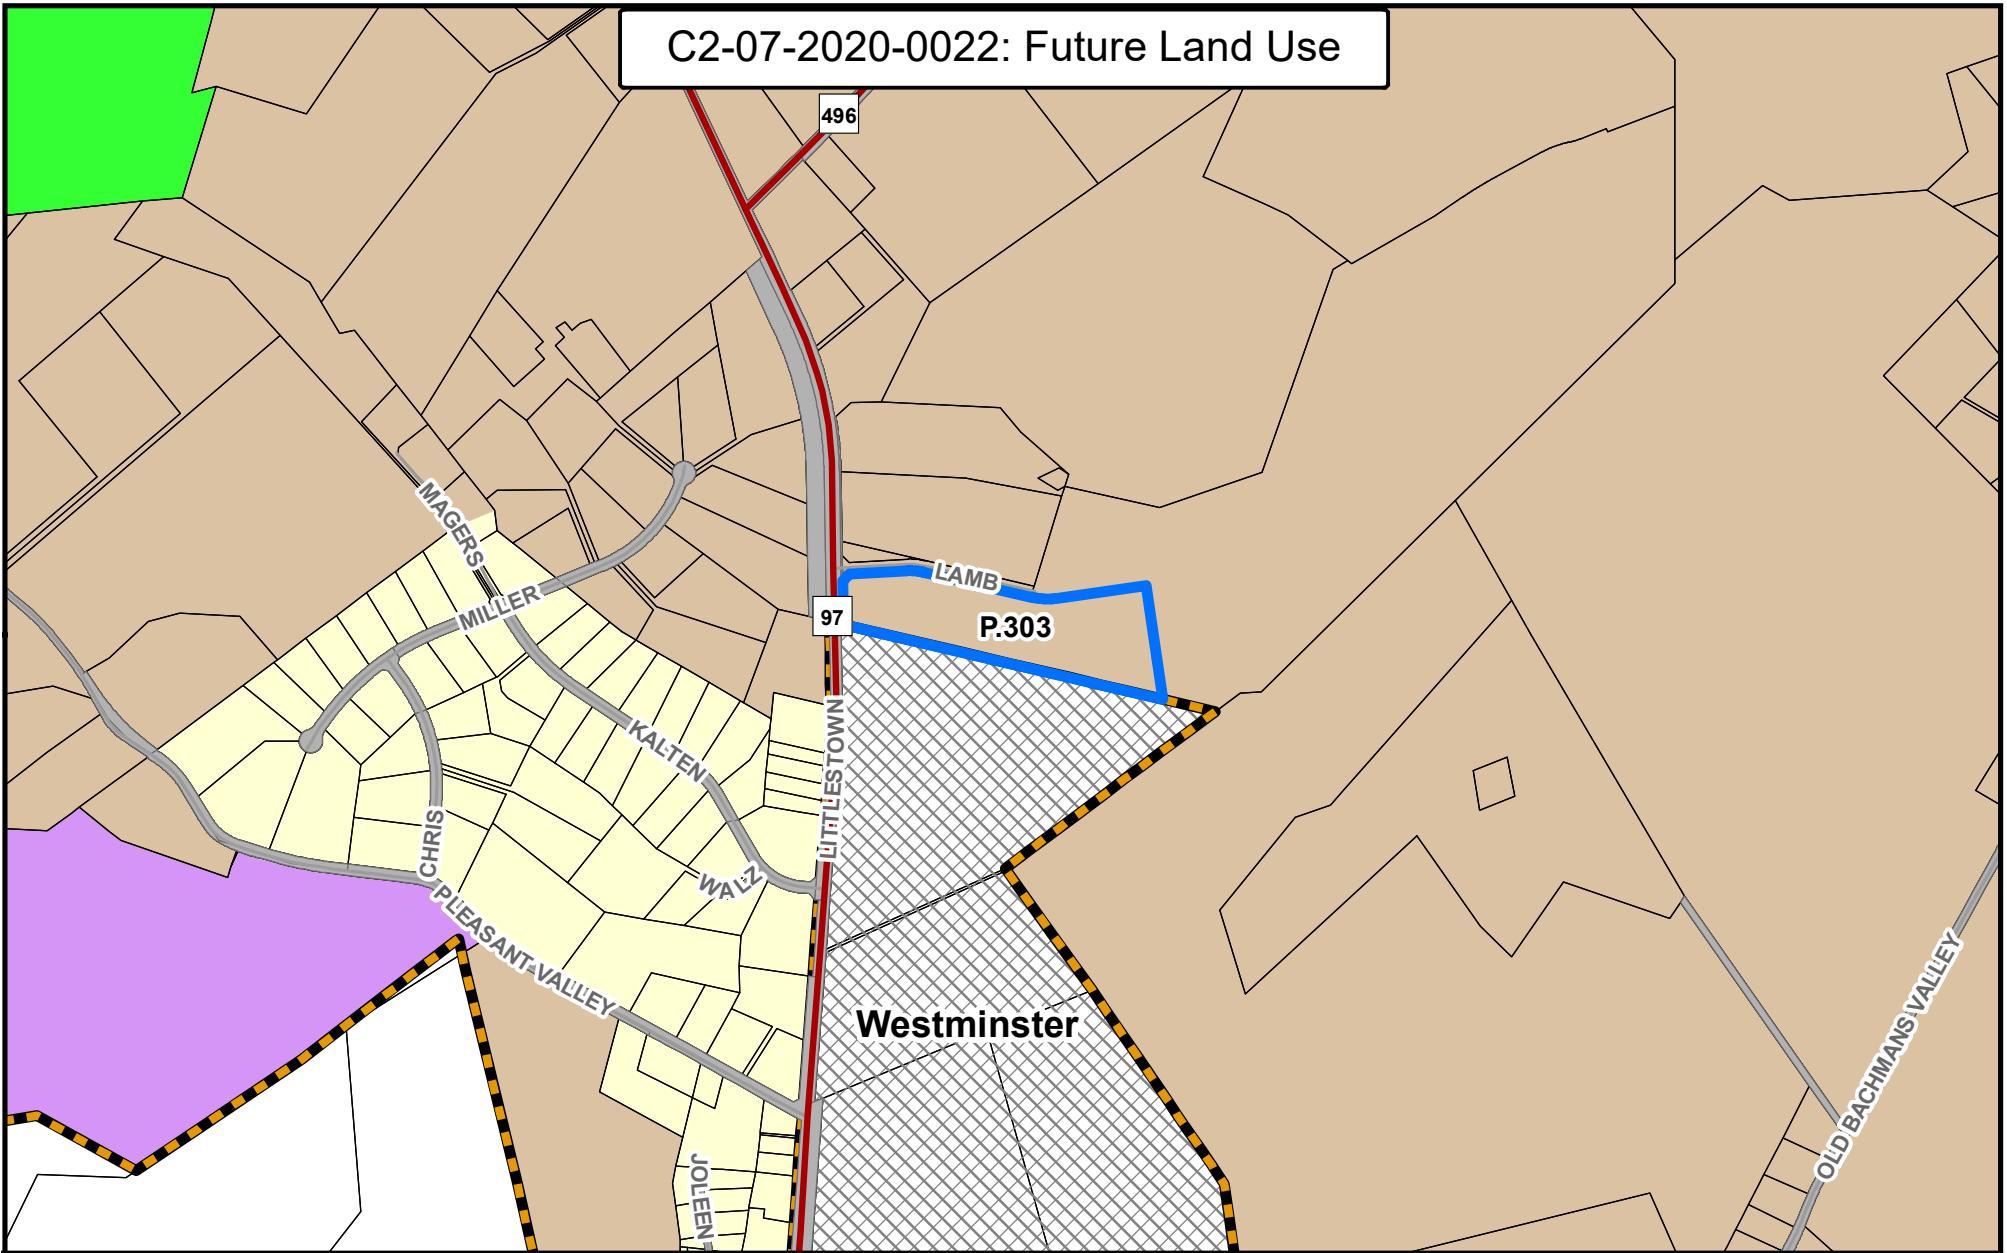 C2-07-2020-0022: Future Land Use
496
MAGERS
MILLER
LAMB
97
P.303
KALTEN
LITTLESTOWN
CHRIS
WALZ
PLEASANT VALLEY
Westminster
OLD BACHMANS VALLEY
JOLEEN